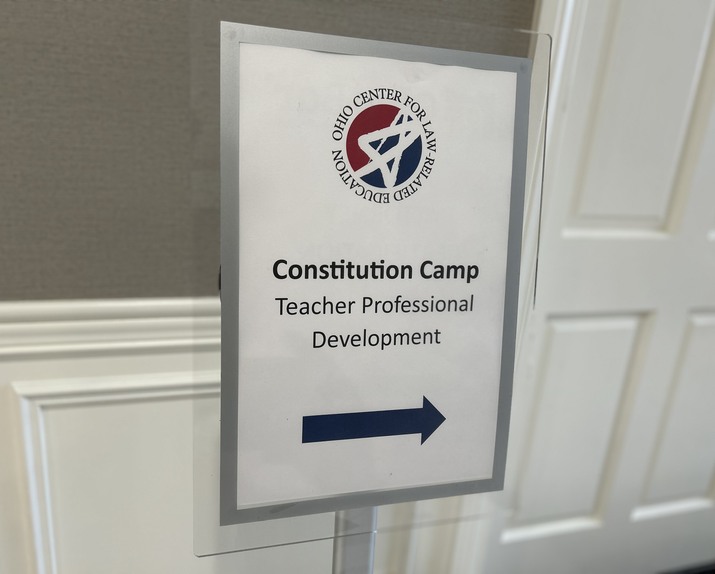 OHIO CENTER FOR LAW-RELATED EDUCATION
Constitution Camp
Teacher Professional
Development